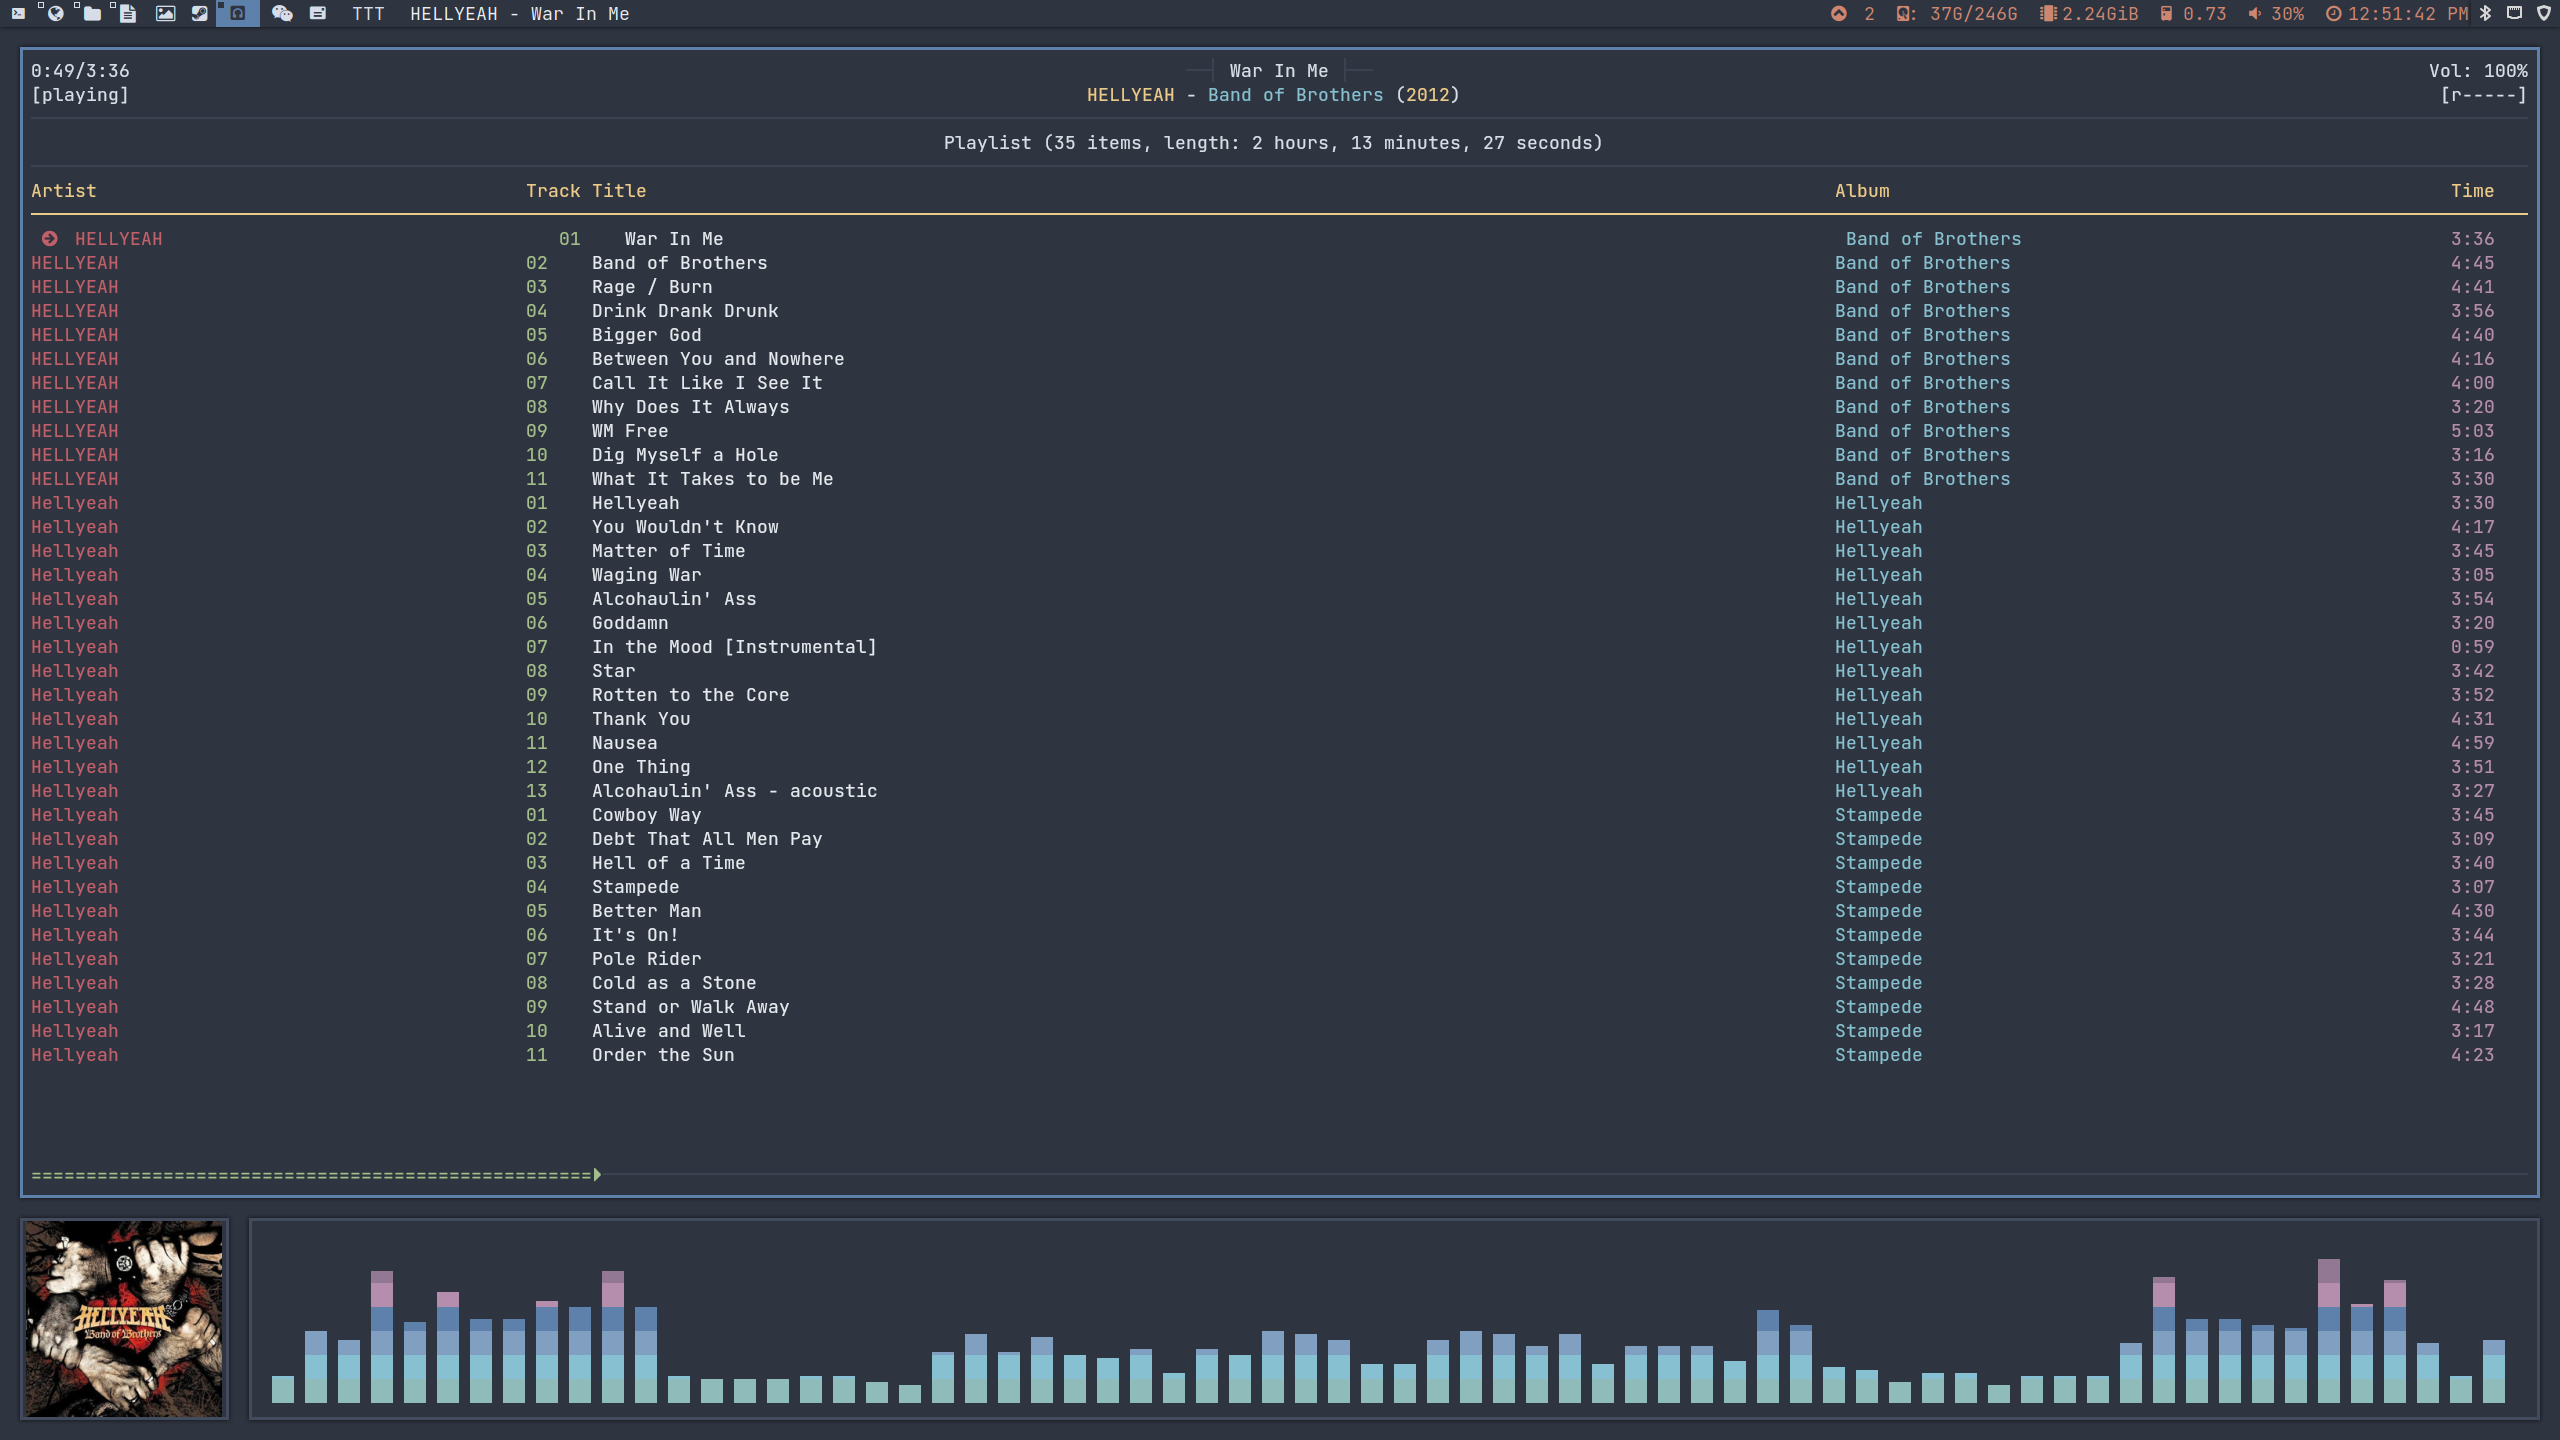 TTT HELLYEAH - War In Me 2 : 37G/246G 2.24GiB 0.73 30% 12:51:42 PM
0:49/3:36 War In Me Vol: 100%
[playing] HELLYEAH - Band of Brothers (2012) [r-----]
Playlist (35 items, length: 2 hours, 13 minutes, 27 seconds)
Artist Track Title Album Time
HELLYEAH 01 War In Me Band of Brothers 3:36
HELLYEAH 02 Band of Brothers Band of Brothers 4:45
HELLYEAH 03 Rage / Burn Band of Brothers 4:41
HELLYEAH 04 Drink Drank Drunk Band of Brothers 3:56
HELLYEAH 05 Bigger God Band of Brothers 4:40
HELLYEAH 06 Between You and Nowhere Band of Brothers 4:16
HELLYEAH 07 Call It Like I See It Band of Brothers 4:00
HELLYEAH 08 Why Does It Always Band of Brothers 3:20
HELLYEAH 09 WM Free Band of Brothers 5:03
HELLYEAH 10 Dig Myself a Hole Band of Brothers 3:16
HELLYEAH 11 What It Takes to be Me Band of Brothers 3:30
Hellyeah 01 Hellyeah Hellyeah 3:30
Hellyeah 02 You Wouldn't Know Hellyeah 4:17
Hellyeah 03 Matter of Time Hellyeah 3:45
Hellyeah 04 Waging War Hellyeah 3:05
Hellyeah 05 Alcohaulin' Ass Hellyeah 3:54
Hellyeah 06 Goddamn Hellyeah 3:20
Hellyeah 07 In the Mood [Instrumental] Hellyeah 0:59
Hellyeah 08 Star Hellyeah 3:42
Hellyeah 09 Rotten to the Core Hellyeah 3:52
Hellyeah 10 Thank You Hellyeah 4:31
Hellyeah 11 Nausea Hellyeah 4:59
Hellyeah 12 One Thing Hellyeah 3:51
Hellyeah 13 Alcohaulin' Ass - acoustic Hellyeah 3:27
Hellyeah 01 Cowboy Way Stampede 3:45
Hellyeah 02 Debt That All Men Pay Stampede 3:09
Hellyeah 03 Hell of a Time Stampede 3:40
Hellyeah 04 Stampede Stampede 3:07
Hellyeah 05 Better Man Stampede 4:30
Hellyeah 06 It's On! Stampede 3:44
Hellyeah 07 Pole Rider Stampede 3:21
Hellyeah 08 Cold as a Stone Stampede 3:28
Hellyeah 09 Stand or Walk Away Stampede 4:48
Hellyeah 10 Alive and Well Stampede 3:17
Hellyeah 11 Order the Sun Stampede 4:23
HELLYEAH
Band of Brothers